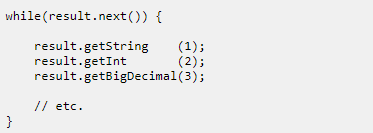 while(result.next()) {
    result.getString    (1);
    result.getInt       (2);
    result.getBigDecimal(3);
    // etc.
}